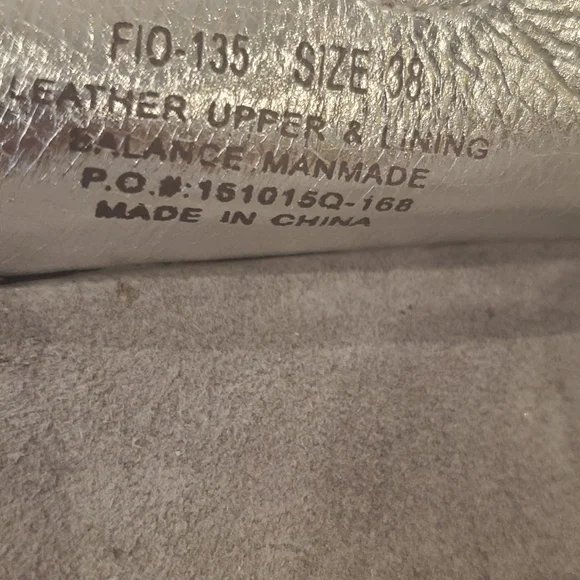 FIO-135 SIZE 38
LEATHER UPPER & LINING
BALANCE MANMADE
P.O.#:151015Q-168
MADE IN CHINA